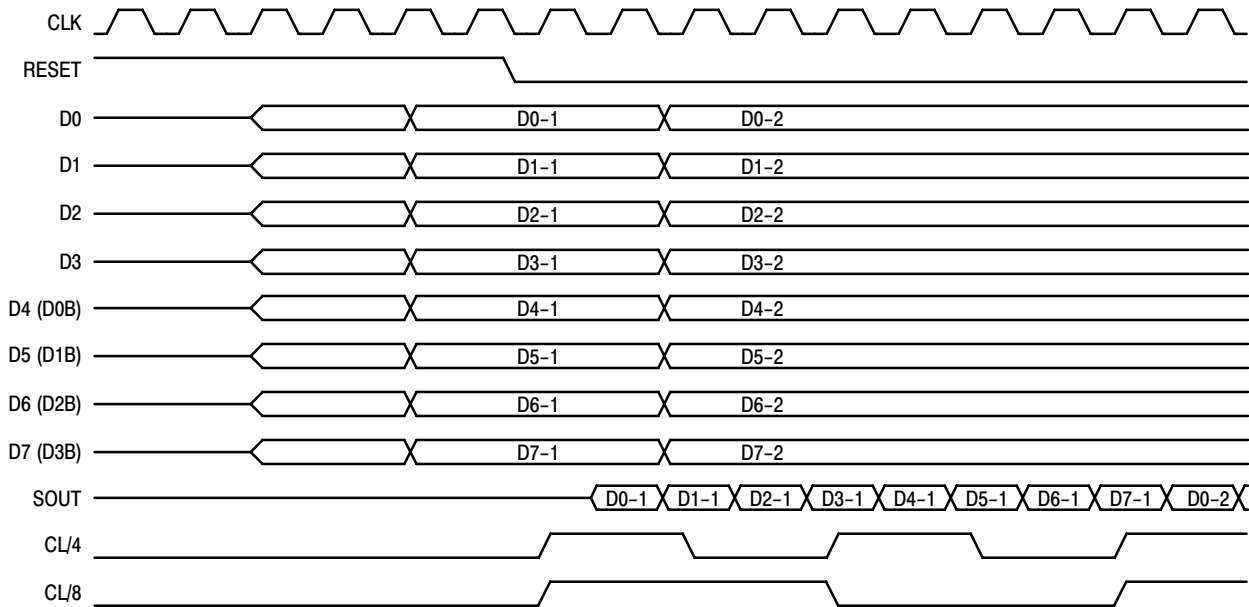 CLK
RESET
D0 D0-1 D0-2
D1 D1-1 D1-2
D2 D2-1 D2-2
D3 D3-1 D3-2
D4 (D0B) D4-1 D4-2
D5 (D1B) D5-1 D5-2
D6 (D2B) D6-1 D6-2
D7 (D3B) D7-1 D7-2
SOUT D0-1 D1-1 D2-1 D3-1 D4-1 D5-1 D6-1 D7-1 D0-2
CL/4
CL/8